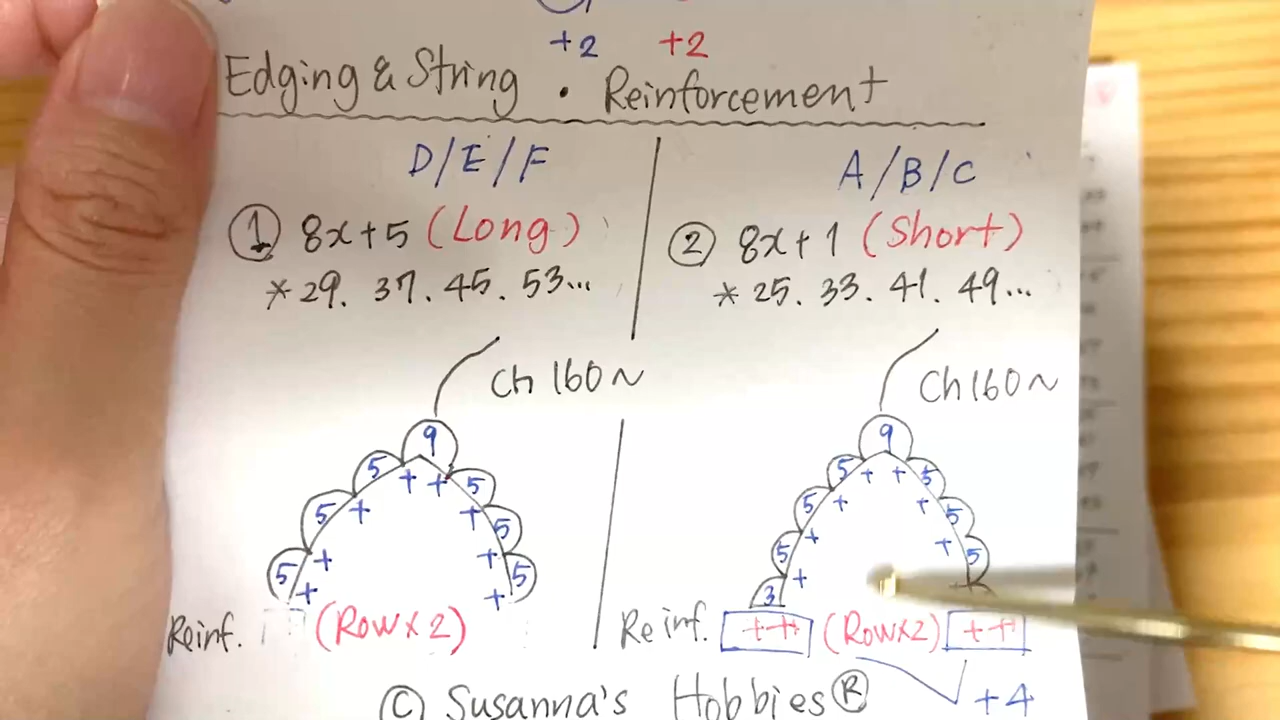 +2 +2
Edging & String · Reinforcement
D/E/F
① 8x+5 (Long)
*29. 37. 45. 53...
Ch 160~
9
5 5
+ +
5 5
+ +
5 5
+ +
+ +
Reinf. (Row x 2)
A/B/C
② 8x+1 (Short)
*25. 33. 41. 49...
Ch 160~
9
5 5
+ +
5 5
+ +
5 5
+ +
3
+
Reinf. +++ (Row x 2) +++
+4
© Susanna's Hobbies®